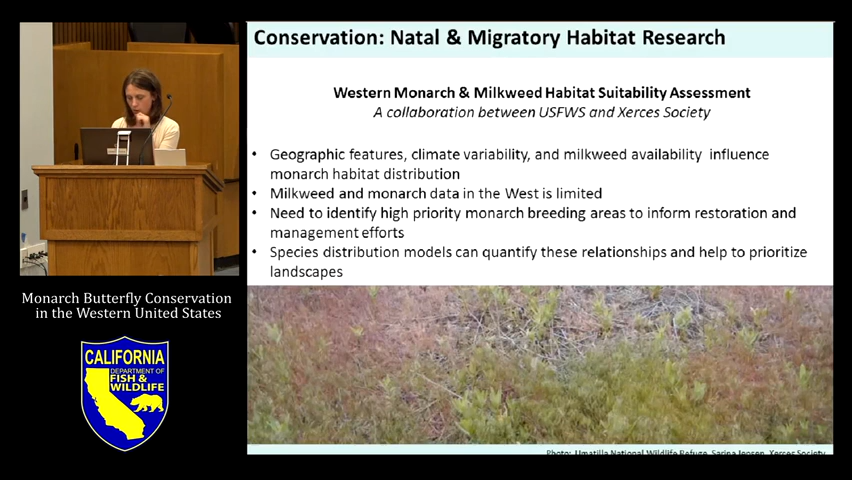 Conservation: Natal & Migratory Habitat Research
Western Monarch & Milkweed Habitat Suitability Assessment
A collaboration between USFWS and Xerces Society
• Geographic features, climate variability, and milkweed availability influence
monarch habitat distribution
• Milkweed and monarch data in the West is limited
• Need to identify high priority monarch breeding areas to inform restoration and
management efforts
• Species distribution models can quantify these relationships and help to prioritize
landscapes
Photo: Umatilla National Wildlife Refuge, Sarina Jepsen, Xerces Society
Monarch Butterfly Conservation
in the Western United States
CALIFORNIA
DEPARTMENT OF
FISH &
WILDLIFE